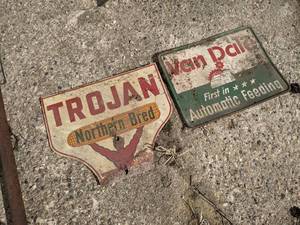 TROJAN
Northern Bred
Van Dale
First in ★★★
Automatic Feeding